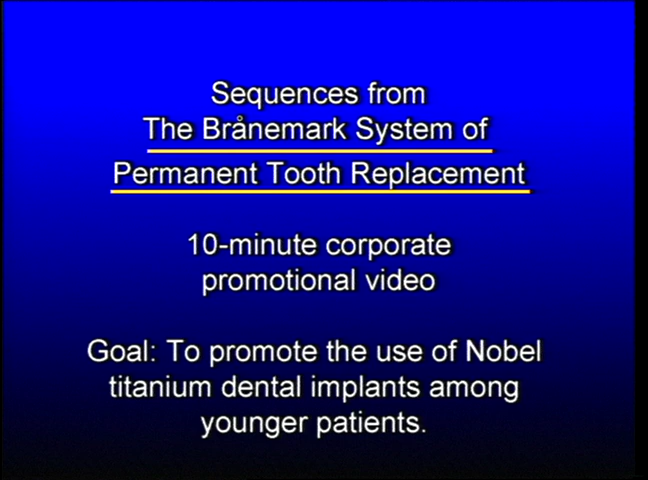 Sequences from
The Brånemark System of
Permanent Tooth Replacement
10-minute corporate
promotional video
Goal: To promote the use of Nobel
titanium dental implants among
younger patients.